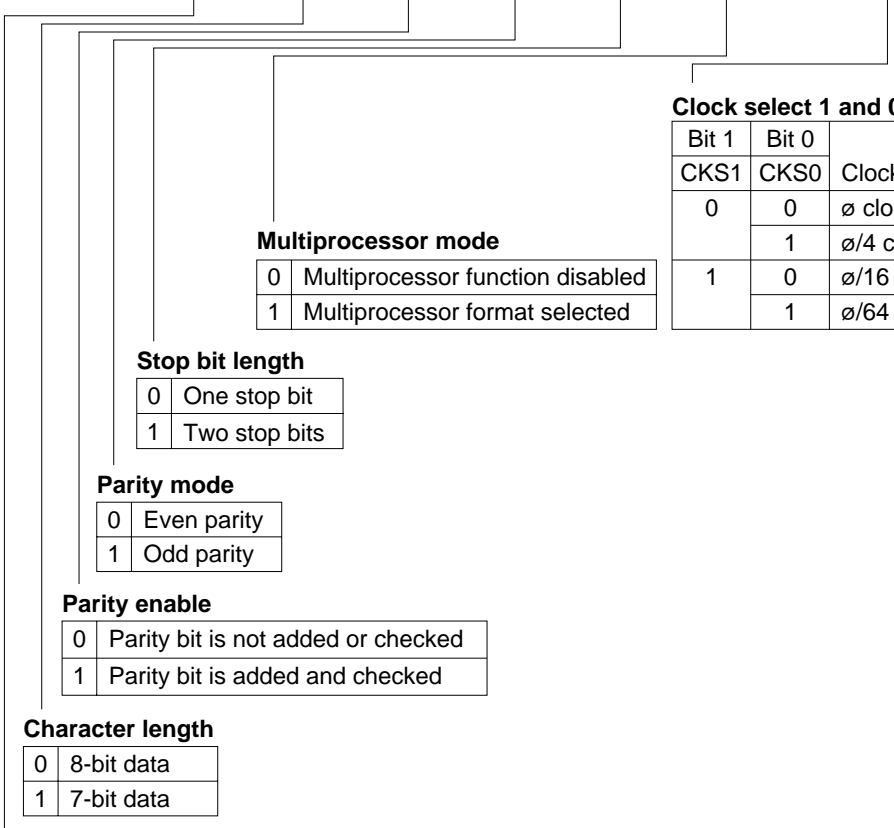 Clock select 1 and 0
Bit 1 Bit 0
CKS1 CKS0
0 0 ø
1 ø/4
1 0 ø/16
1 ø/64
Multiprocessor mode
0 Multiprocessor function disabled
1 Multiprocessor format selected
Stop bit length
0 One stop bit
1 Two stop bits
Parity mode
0 Even parity
1 Odd parity
Parity enable
0 Parity bit is not added or checked
1 Parity bit is added and checked
Character length
0 8-bit data
1 7-bit data